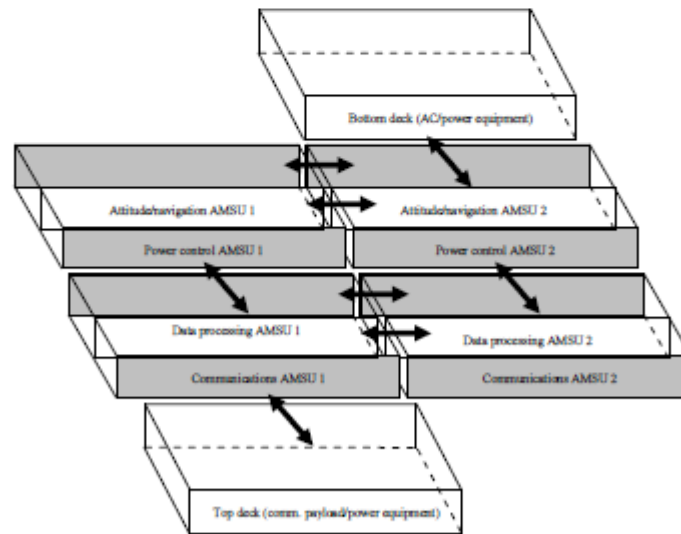 Bottom deck (AC/power equipment)
Attitude/navigation AMSU 1
Attitude/navigation AMSU 2
Power control AMSU 1
Power control AMSU 2
Data processing AMSU 1
Data processing AMSU 2
Communications AMSU 1
Communications AMSU 2
Top deck (comm. payload/power equipment)